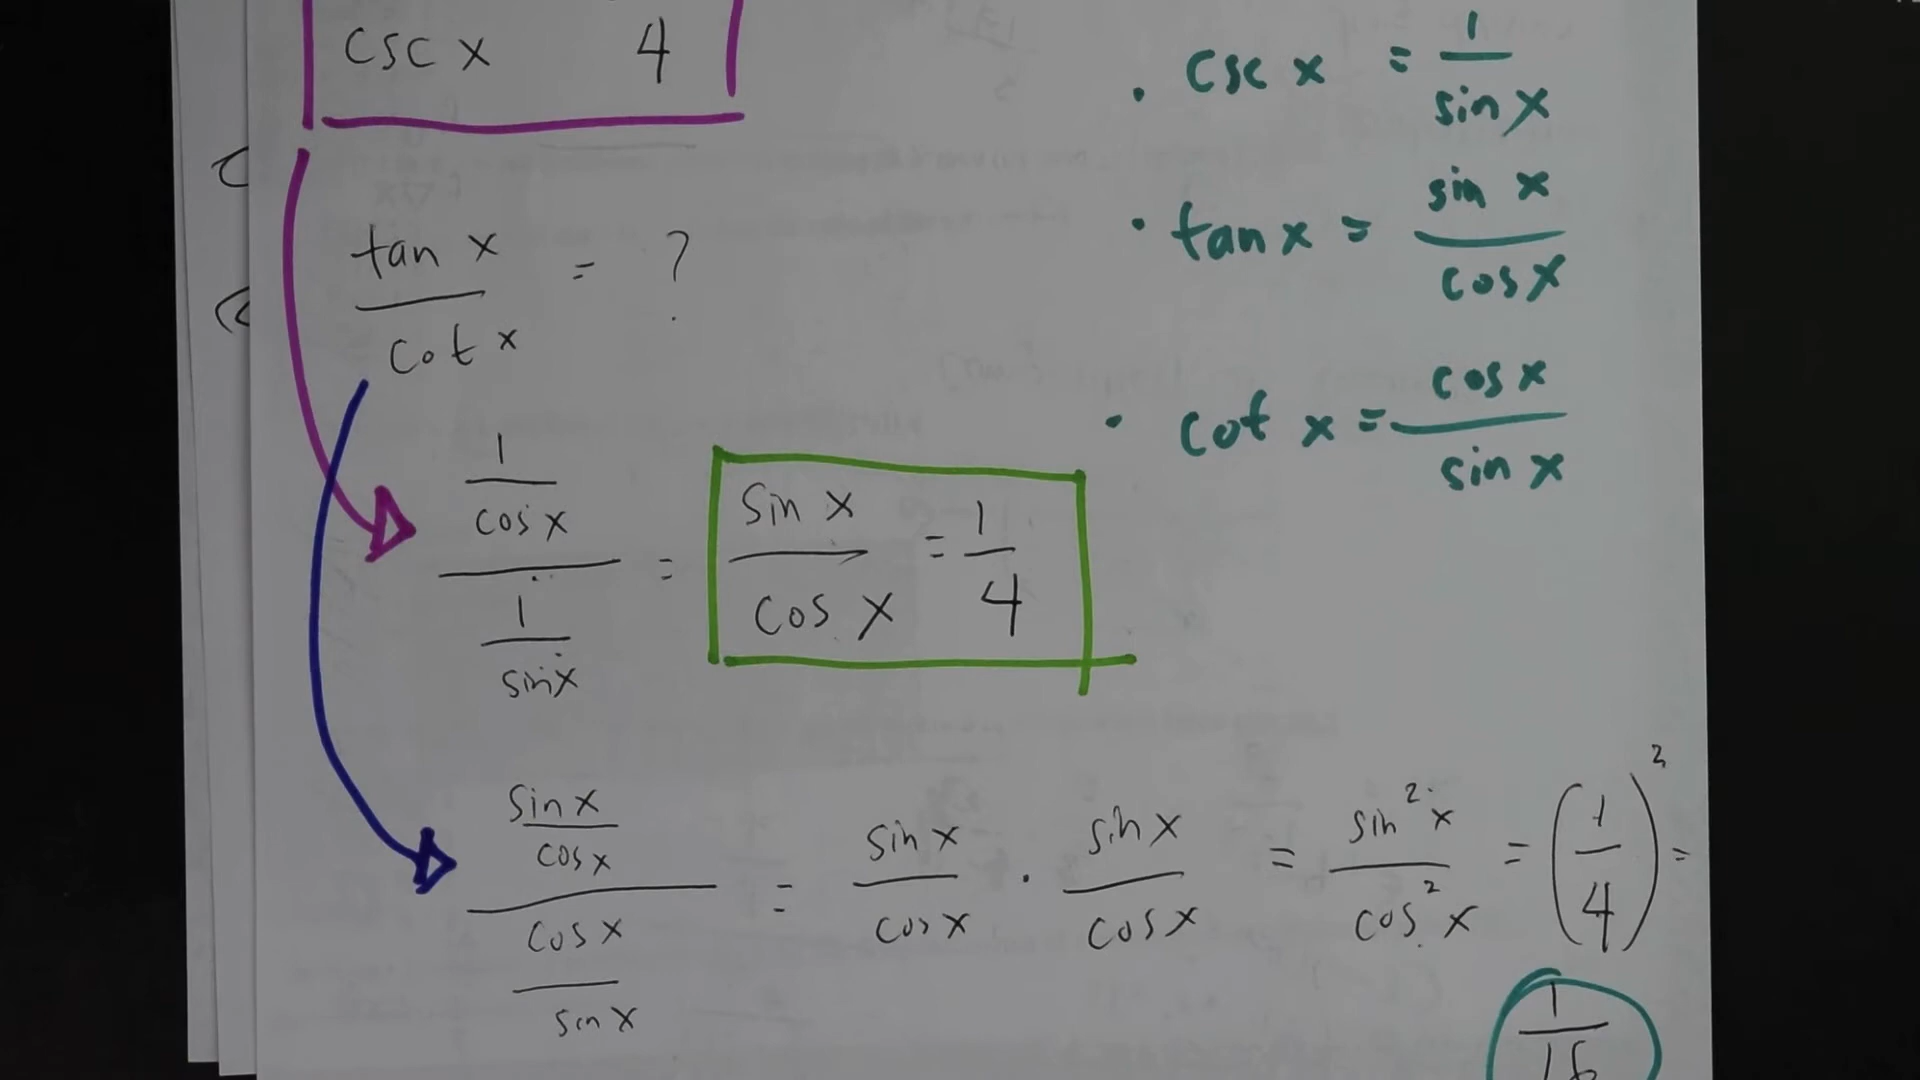 csc x 4
csc x = 1/sin x
tan x = sin x/cos x
cot x = cos x/sin x
tan x/cot x = ?
(1/cos x)/(1/sin x) = sin x/cos x = 1/4
(sin x/cos x)/(cos x/sin x) = sin x/cos x · sin x/cos x = sin² x/cos² x = (1/4)² =
1/16